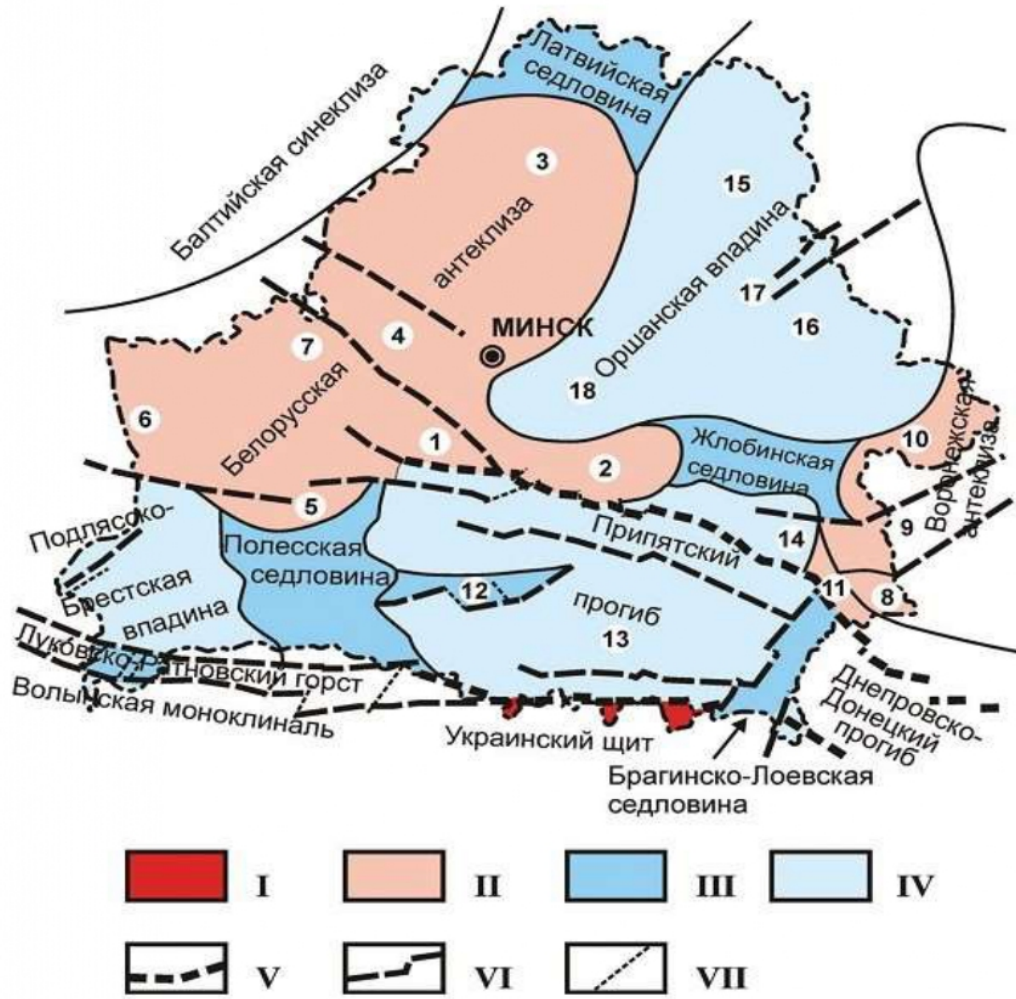 Латвийская
седловина
Балтийская синеклиза
3
15
антеклиза
Оршанская впадина
17
16
4
МИНСК
7
18
6
Белорусская
1
2
Жлобинская
седловина
10
Воронежская
антеклиза
5
9
Подлясско-
Брестская
впадина
Полесская
седловина
Припятский
прогиб
14
12
11
8
13
Луковско-Ратновский горст
Волынская моноклиналь
Украинский щит
Днепровско-
Донецкий
прогиб
Брагинско-Лоевская
седловина
I
II
III
IV
V
VI
VII